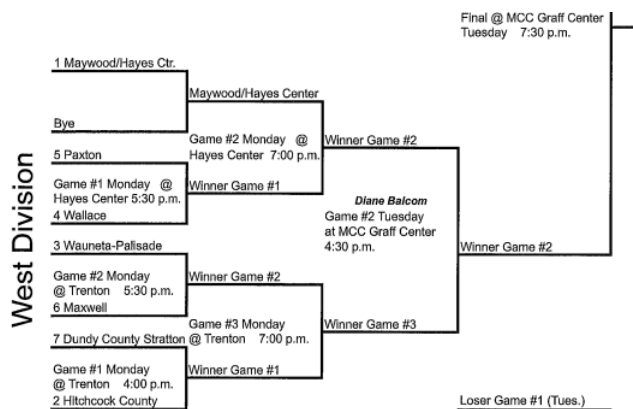 Final @ MCC Graff Center
Tuesday 7:30 p.m.
1 Maywood/Hayes Ctr.
Maywood/Hayes Center
Bye
Game #2 Monday @
Hayes Center 7:00 p.m.
Winner Game #2
5 Paxton
Game #1 Monday @
Hayes Center 5:30 p.m.
Winner Game #1
4 Wallace
Diane Balcom
Game #2 Tuesday
at MCC Graff Center
4:30 p.m.
Winner Game #2
West Division
3 Wauneta-Palisade
Game #2 Monday
@ Trenton 5:30 p.m.
Winner Game #2
6 Maxwell
Game #3 Monday
@ Trenton 7:00 p.m.
Winner Game #3
7 Dundy County Stratton
Game #1 Monday
@ Trenton 4:00 p.m.
Winner Game #1
2 Hitchcock County
Loser Game #1 (Tues.)